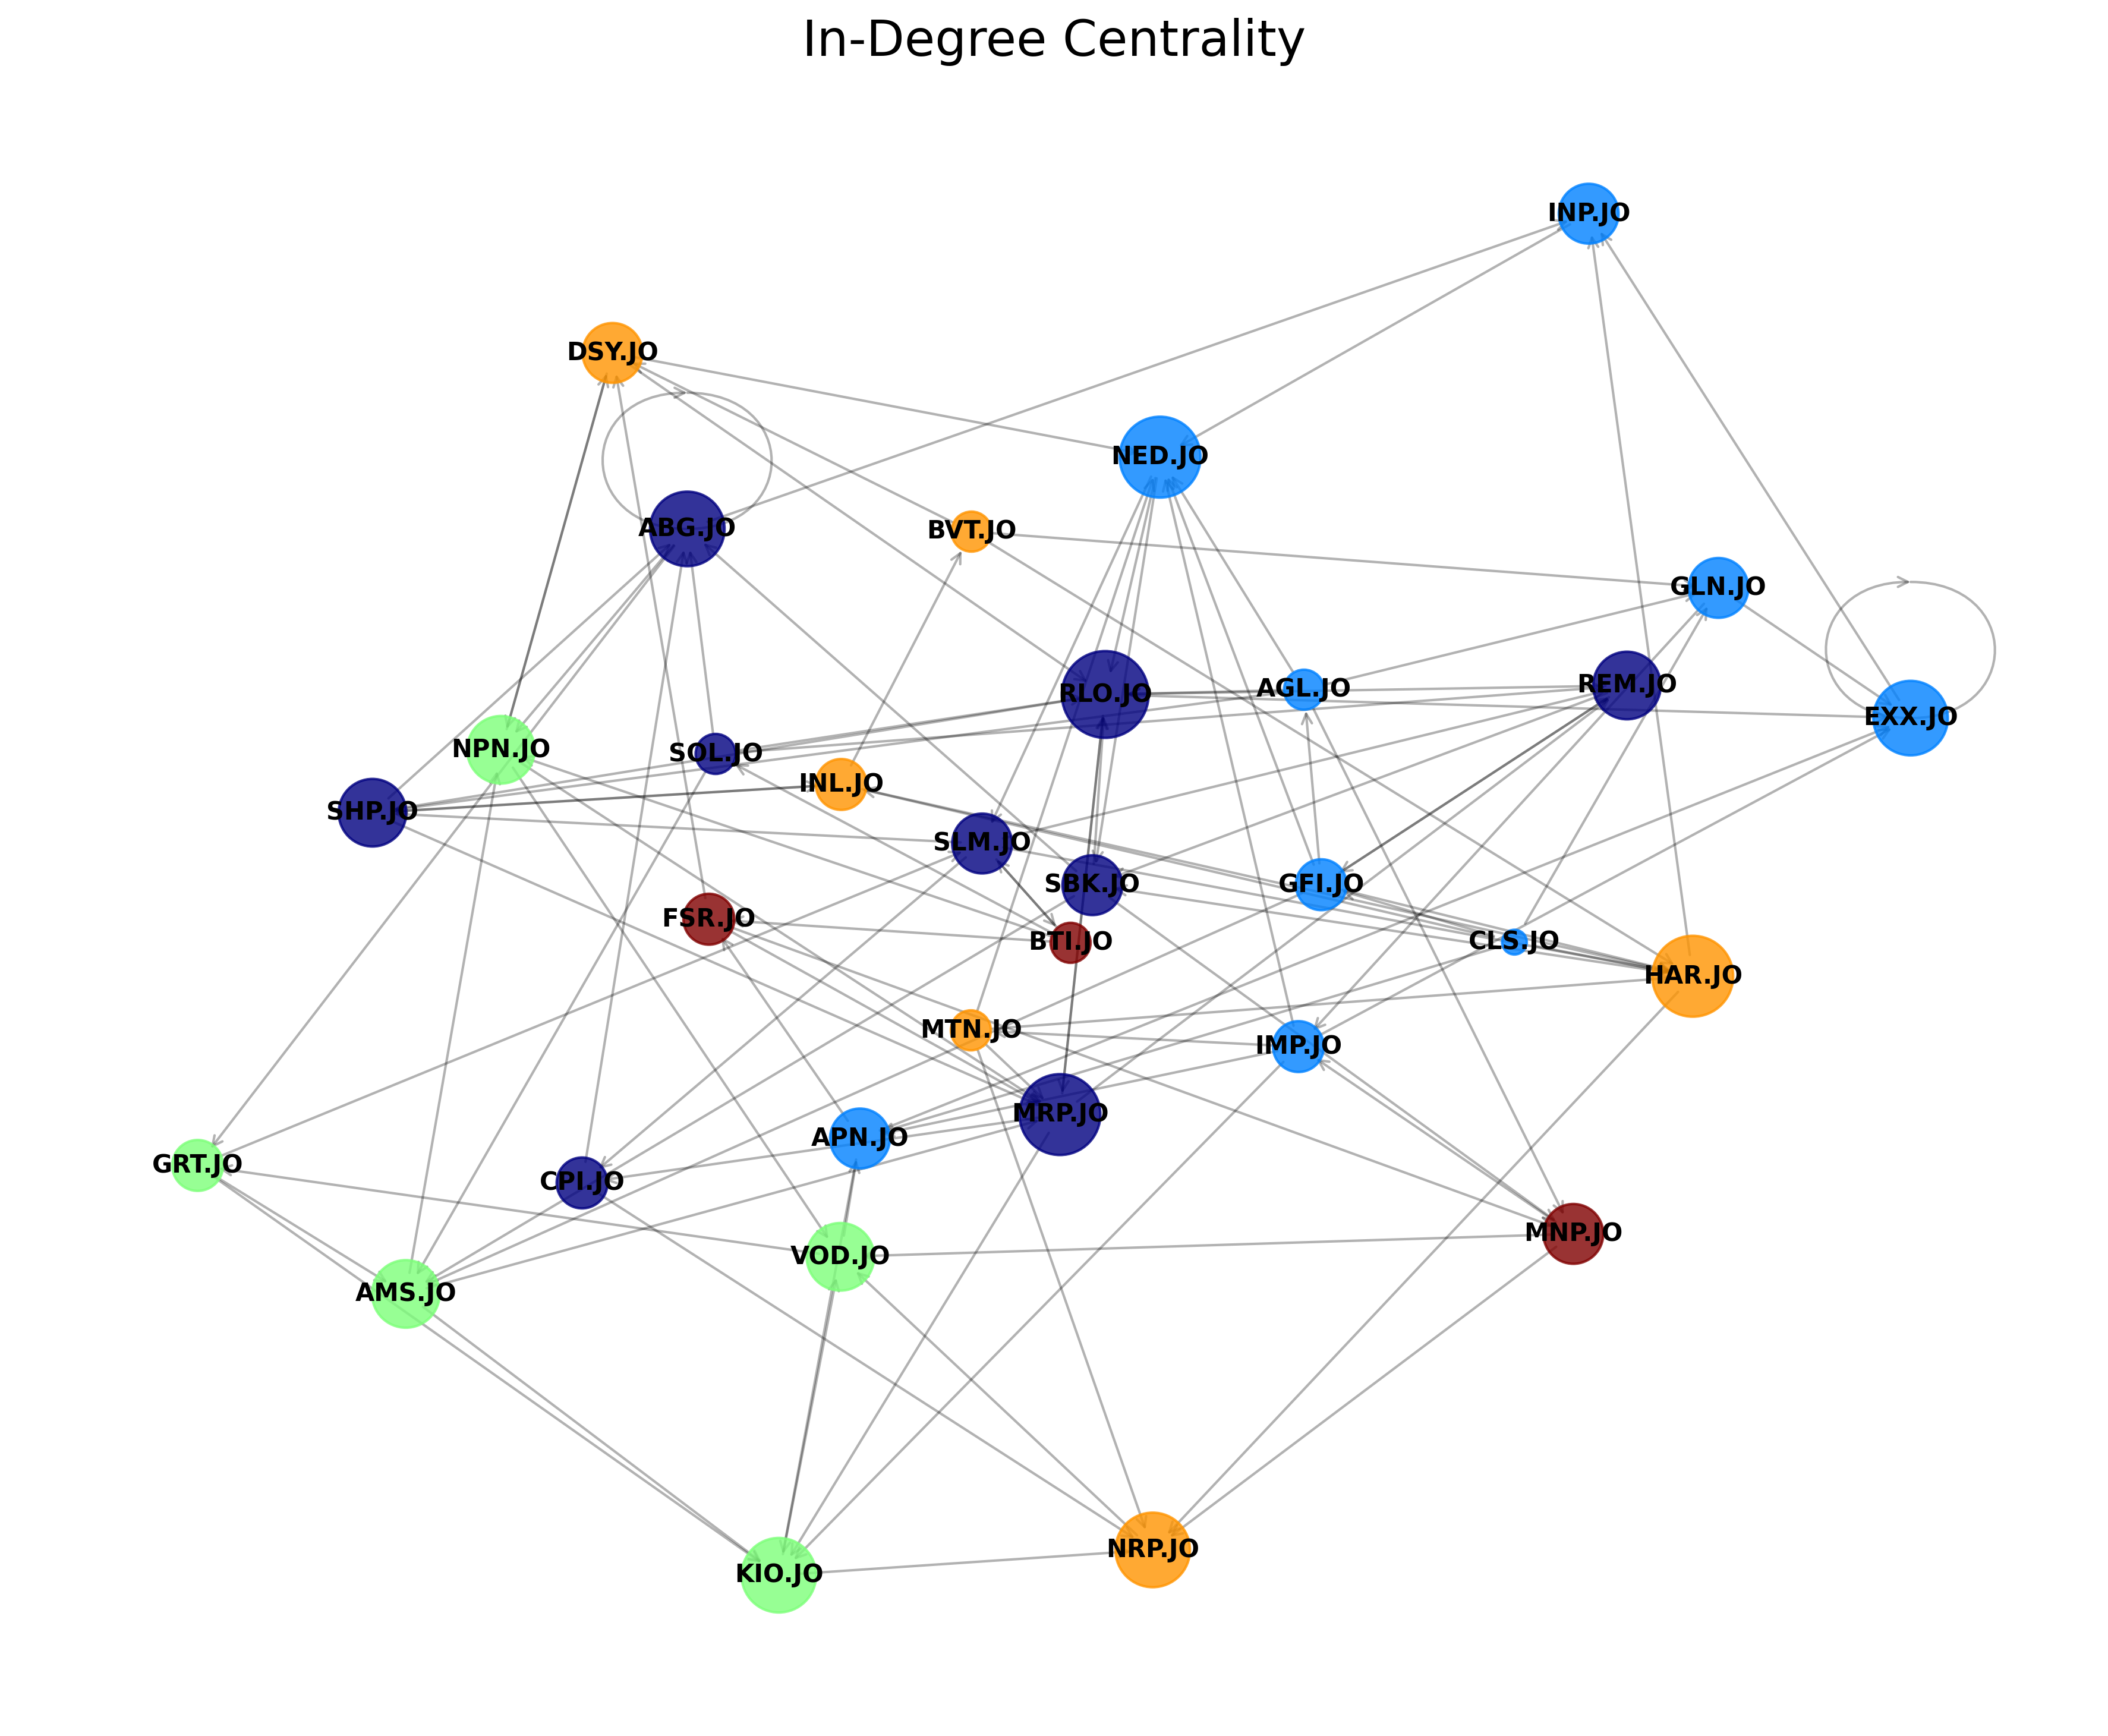 In-Degree Centrality
INP.JO
DSY.JO
NED.JO
ABG.JO
BVT.JO
GLN.JO
RLO.JO
AGL.JO
REM.JO
EXX.JO
NPN.JO
SOL.JO
INL.JO
SHP.JO
SLM.JO
SBK.JO
GFI.JO
FSR.JO
BTI.JO
CLS.JO
HAR.JO
MTN.JO
IMP.JO
MRP.JO
APN.JO
GRT.JO
CPI.JO
MNP.JO
VOD.JO
AMS.JO
NRP.JO
KIO.JO